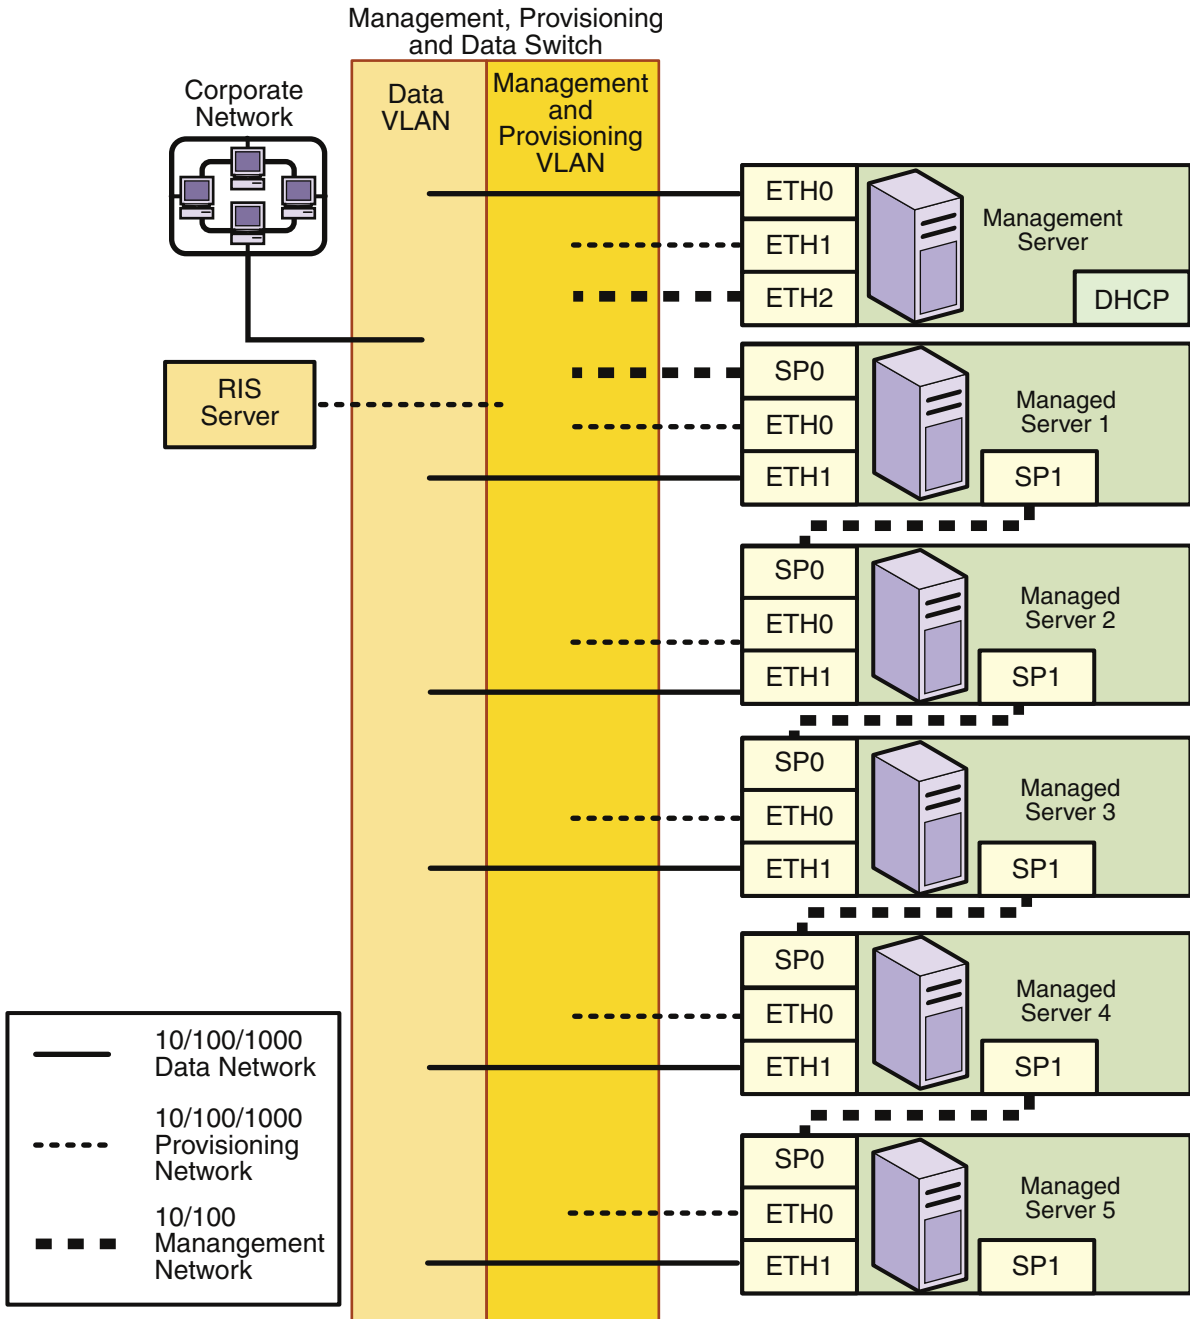 Management, Provisioning
and Data Switch
Corporate
Network
Data
VLAN
Management
and
Provisioning
VLAN
ETH0
ETH1
ETH2
Management
Server
DHCP
RIS
Server
SP0
ETH0
ETH1
Managed
Server 1
SP1
SP0
ETH0
ETH1
Managed
Server 2
SP1
SP0
ETH0
ETH1
Managed
Server 3
SP1
SP0
ETH0
ETH1
Managed
Server 4
SP1
SP0
ETH0
ETH1
Managed
Server 5
SP1
10/100/1000
Data Network
10/100/1000
Provisioning
Network
10/100
Manangement
Network